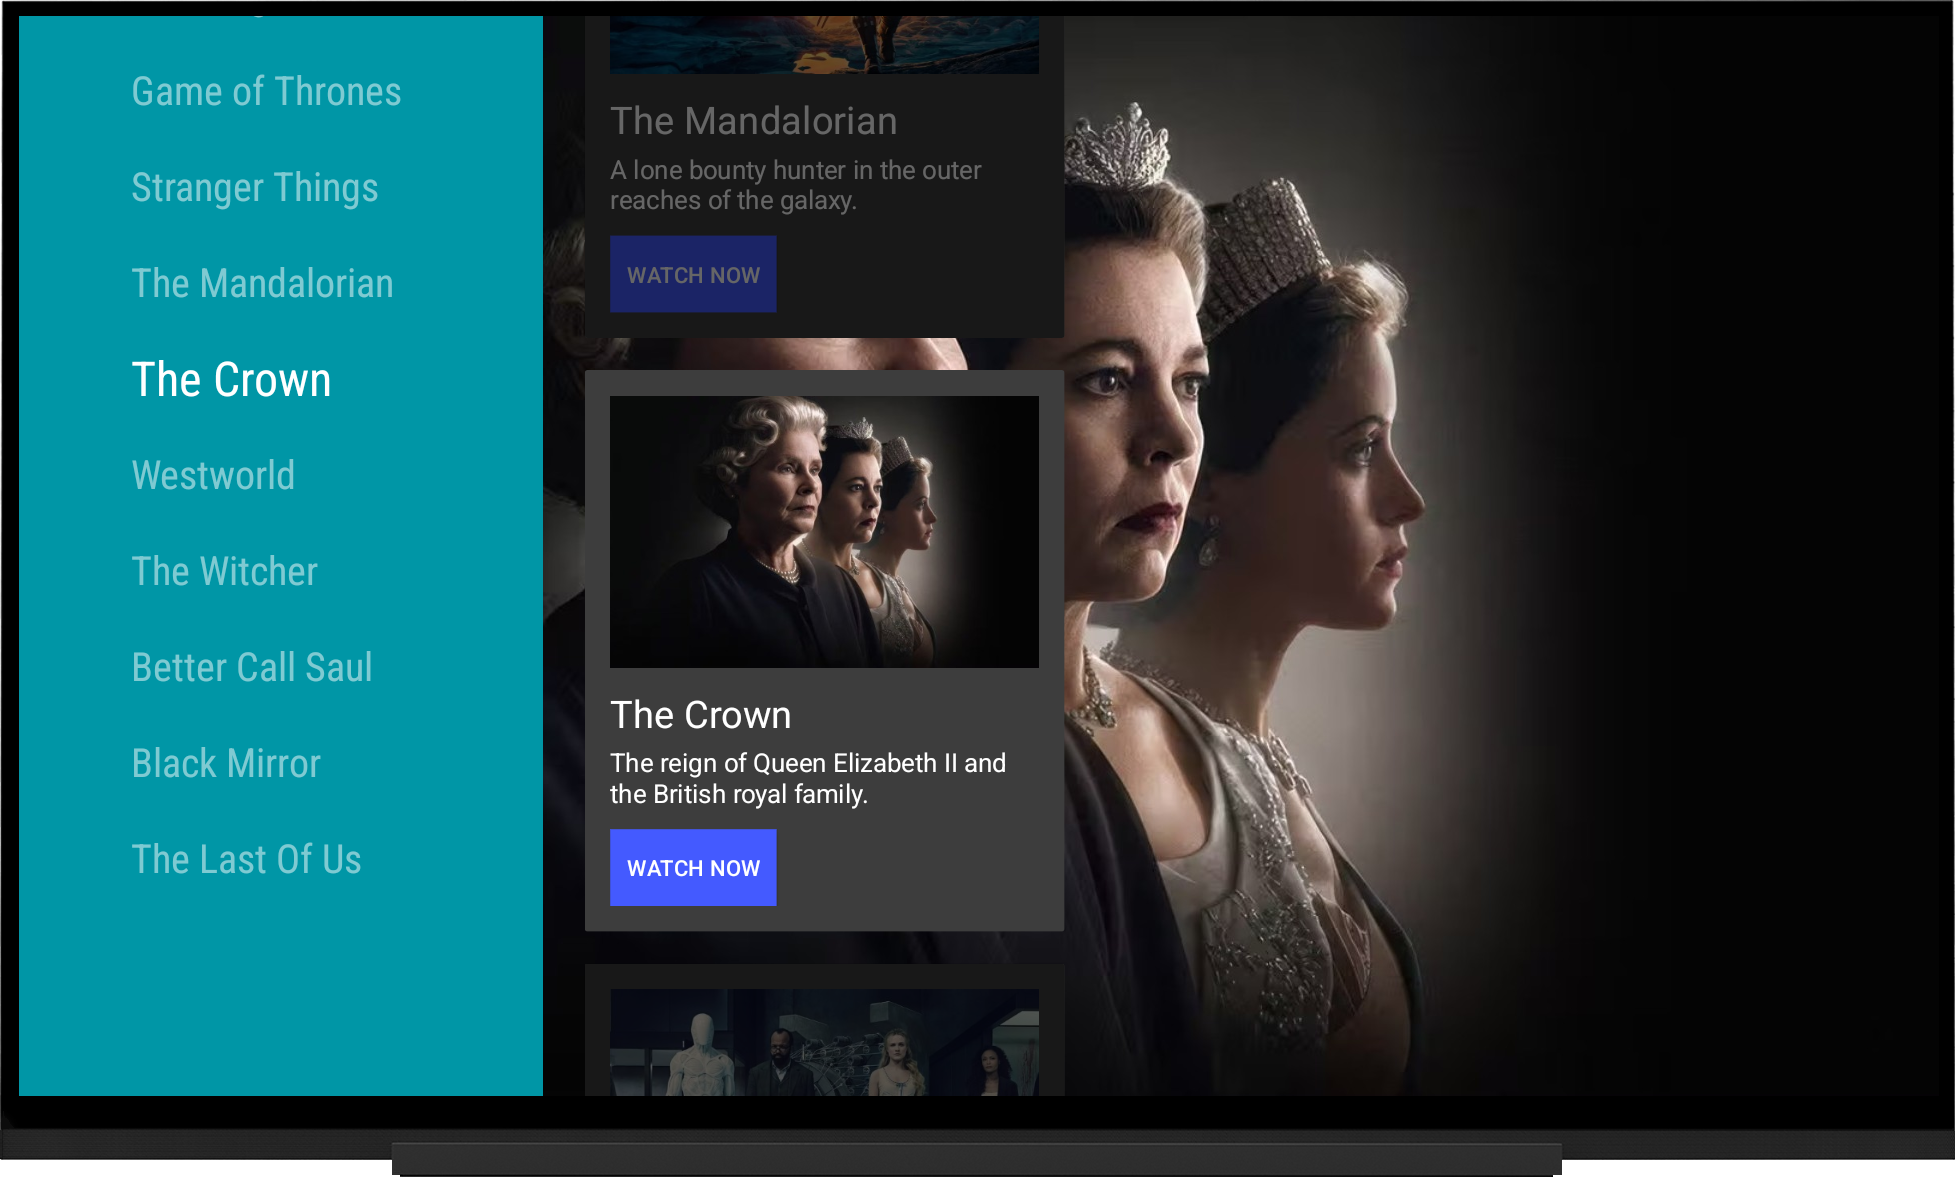 Game of Thrones
Stranger Things
The Mandalorian
The Crown
Westworld
The Witcher
Better Call Saul
Black Mirror
The Last Of Us
The Mandalorian
A lone bounty hunter in the outer
reaches of the galaxy.
WATCH NOW
The Crown
The reign of Queen Elizabeth II and
the British royal family.
WATCH NOW